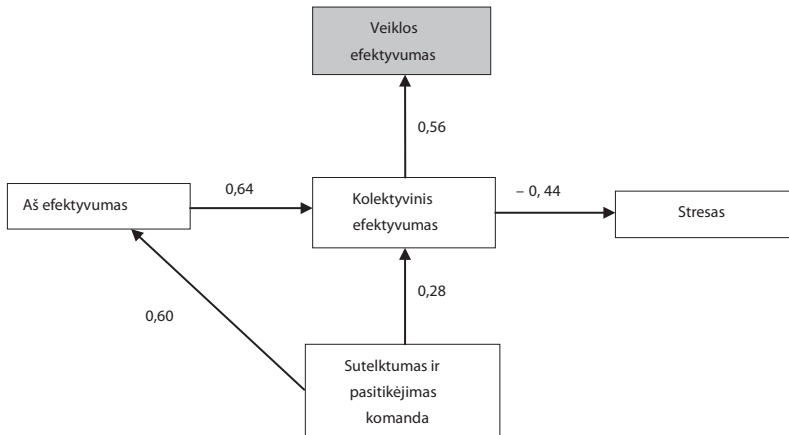 Veiklos
efektyvumas
0,56
0,64
– 0, 44
Aš efektyvumas
Kolektyvinis
efektyvumas
Stresas
0,60
0,28
Sutelktumas ir
pasitikėjimas
komanda